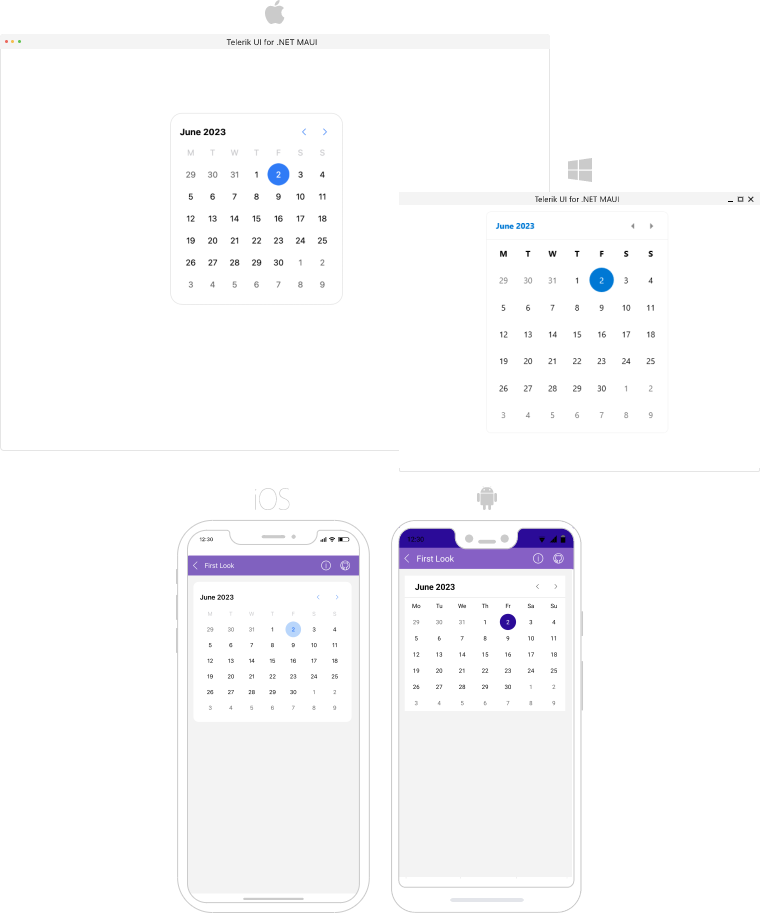 Telerik UI for .NET MAUI
June 2023
M T W T F S S
29 30 31 1 2 3 4
5 6 7 8 9 10 11
12 13 14 15 16 17 18
19 20 21 22 23 24 25
26 27 28 29 30 1 2
3 4 5 6 7 8 9
Telerik UI for .NET MAUI
June 2023
M T W T F S S
29 30 31 1 2 3 4
5 6 7 8 9 10 11
12 13 14 15 16 17 18
19 20 21 22 23 24 25
26 27 28 29 30 1 2
3 4 5 6 7 8 9
iOS
12:30
First Look
June 2023
M T W T F S S
29 30 31 1 2 3 4
5 6 7 8 9 10 11
12 13 14 15 16 17 18
19 20 21 22 23 24 25
26 27 28 29 30 1 2
3 4 5 6 7 8 9
12:30
First Look
June 2023
Mo Tu We Th Fr Sa Su
29 30 31 1 2 3 4
5 6 7 8 9 10 11
12 13 14 15 16 17 18
19 20 21 22 23 24 25
26 27 28 29 30 1 2
3 4 5 6 7 8 9